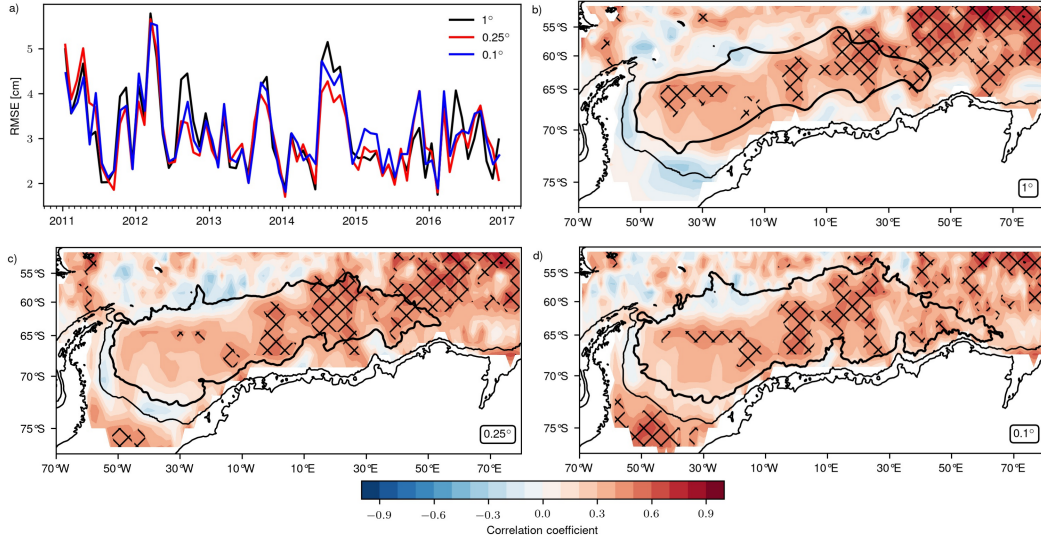 a)
1°
0.25°
0.1°
RMSE [cm]
5
4
3
2
2011 2012 2013 2014 2015 2016 2017
b)
55°S
60°S
65°S
70°S
75°S
1°
70°W 50°W 30°W 10°W 10°E 30°E 50°E 70°E
c)
55°S
60°S
65°S
70°S
75°S
0.25°
70°W 50°W 30°W 10°W 10°E 30°E 50°E 70°E
d)
55°S
60°S
65°S
70°S
75°S
0.1°
70°W 50°W 30°W 10°W 10°E 30°E 50°E 70°E
−0.9 −0.6 −0.3 0.0 0.3 0.6 0.9
Correlation coefficient